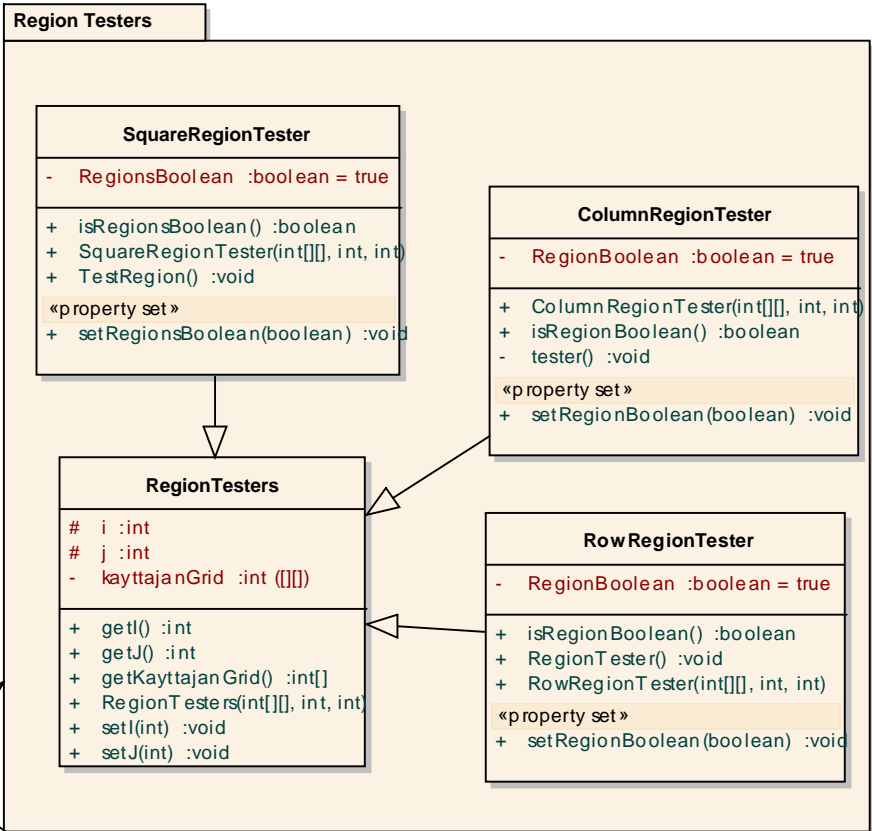 Region Testers
SquareRegionTester
- RegionsBoolean :boolean = true
+ isRegionsBoolean() :boolean
+ SquareRegionTester(int[][], int, int)
+ TestRegion() :void
«property set»
+ setRegionsBoolean(boolean) :void
ColumnRegionTester
- RegionBoolean :boolean = true
+ ColumnRegionTester(int[][], int, int)
+ isRegionBoolean() :boolean
- tester() :void
«property set»
+ setRegionBoolean(boolean) :void
RegionTesters
# i :int
# j :int
- kayttajanGrid :int ([][])
+ getI() :int
+ getJ() :int
+ getKayttajanGrid() :int[]
+ RegionTesters(int[][], int, int)
+ setI(int) :void
+ setJ(int) :void
RowRegionTester
- RegionBoolean :boolean = true
+ isRegionBoolean() :boolean
+ RegionTester() :void
+ RowRegionTester(int[][], int, int)
«property set»
+ setRegionBoolean(boolean) :void